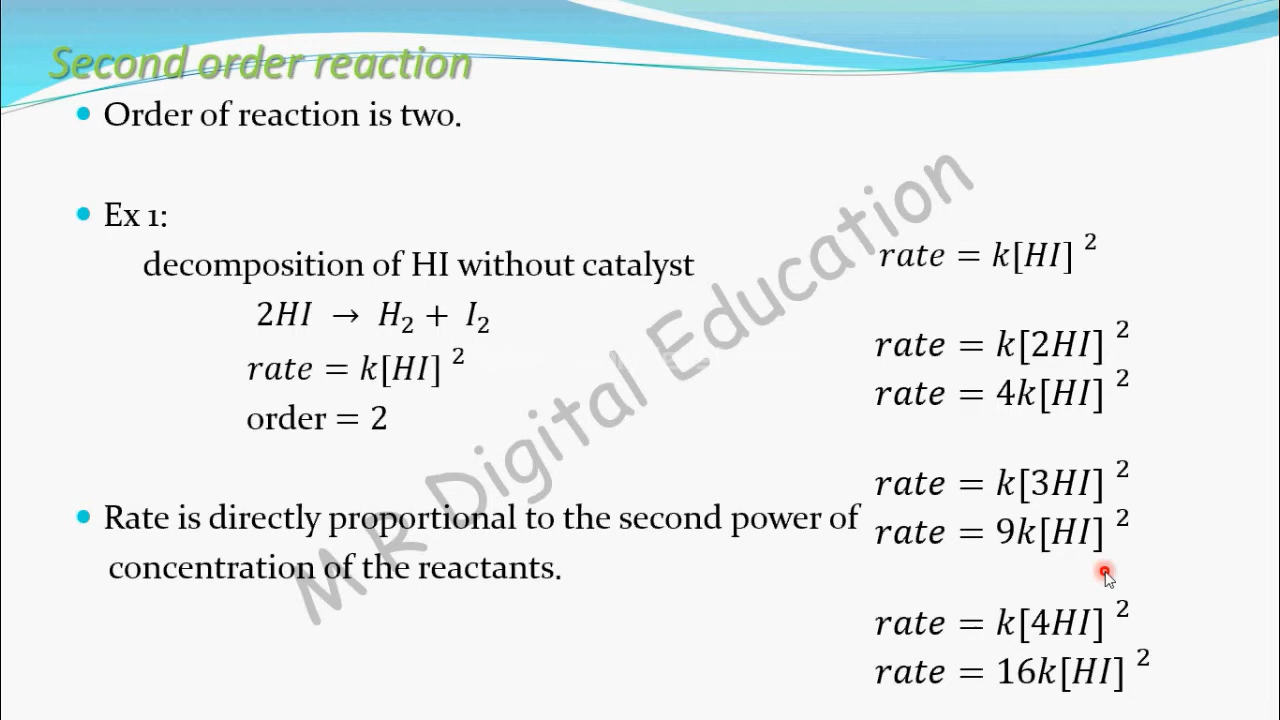 Second order reaction
• Order of reaction is two.
• Ex 1:
decomposition of HI without catalyst
2HI → H₂ + I₂
rate = k[HI] ²
order = 2
• Rate is directly proportional to the second power of
concentration of the reactants.
rate = k[HI] ²
rate = k[2HI] ²
rate = 4k[HI] ²
rate = k[3HI] ²
rate = 9k[HI] ²
rate = k[4HI] ²
rate = 16k[HI] ²
M R Digital Education